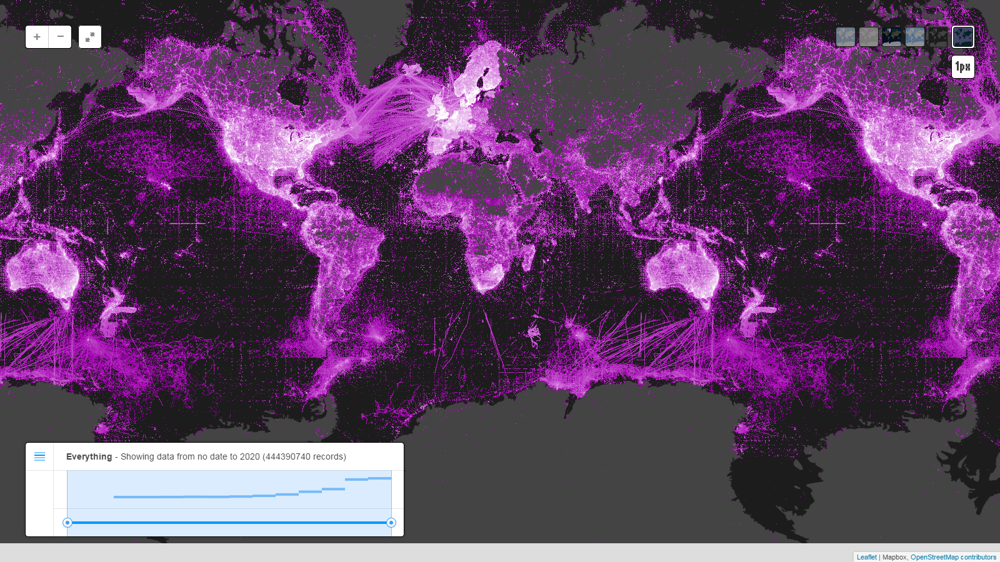 + −
1px
Everything - Showing data from no date to 2020 (444390740 records)
Leaflet | Mapbox, OpenStreetMap contributors